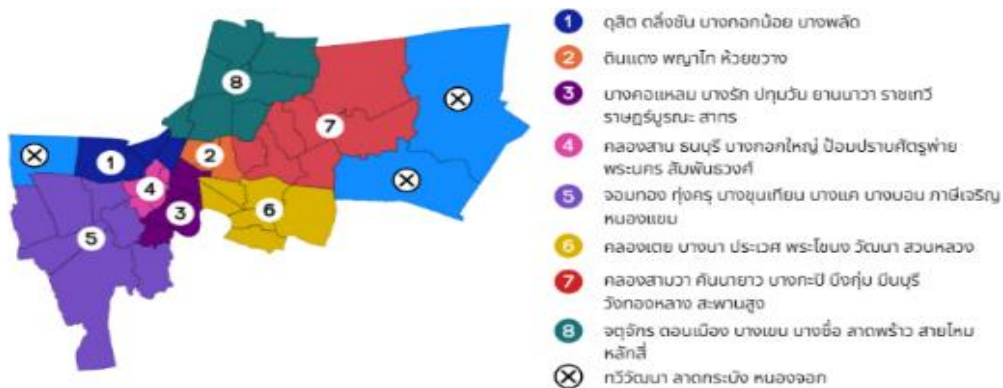 1 ดุสิต ตลิ่งชัน บางกอกน้อย บางพลัด
2 ดินแดง พญาไท ห้วยขวาง
3 บางคอแหลม บางรัก ปทุมวัน ยานนาวา ราชเทวี
ราษฎร์บูรณะ สาทร
4 คลองสาน ธนบุรี บางกอกใหญ่ ป้อมปราบศัตรูพ่าย
พระนคร สัมพันธวงศ์
5 จอมทอง ทุ่งครุ บางขุนเทียน บางแค บางบอน ภาษีเจริญ
หนองแขม
6 คลองเตย บางนา ประเวศ พระโขนง วัฒนา สวนหลวง
7 คลองสามวา คันนายาว บางกะปิ บึงกุ่ม มีนบุรี
วังทองหลาง สะพานสูง
8 จตุจักร ดอนเมือง บางเขน บางซื่อ ลาดพร้าว สายไหม
หลักสี่
ทวีวัฒนา ลาดกระบัง หนองจอก
8
7
2
1
4
3
6
5